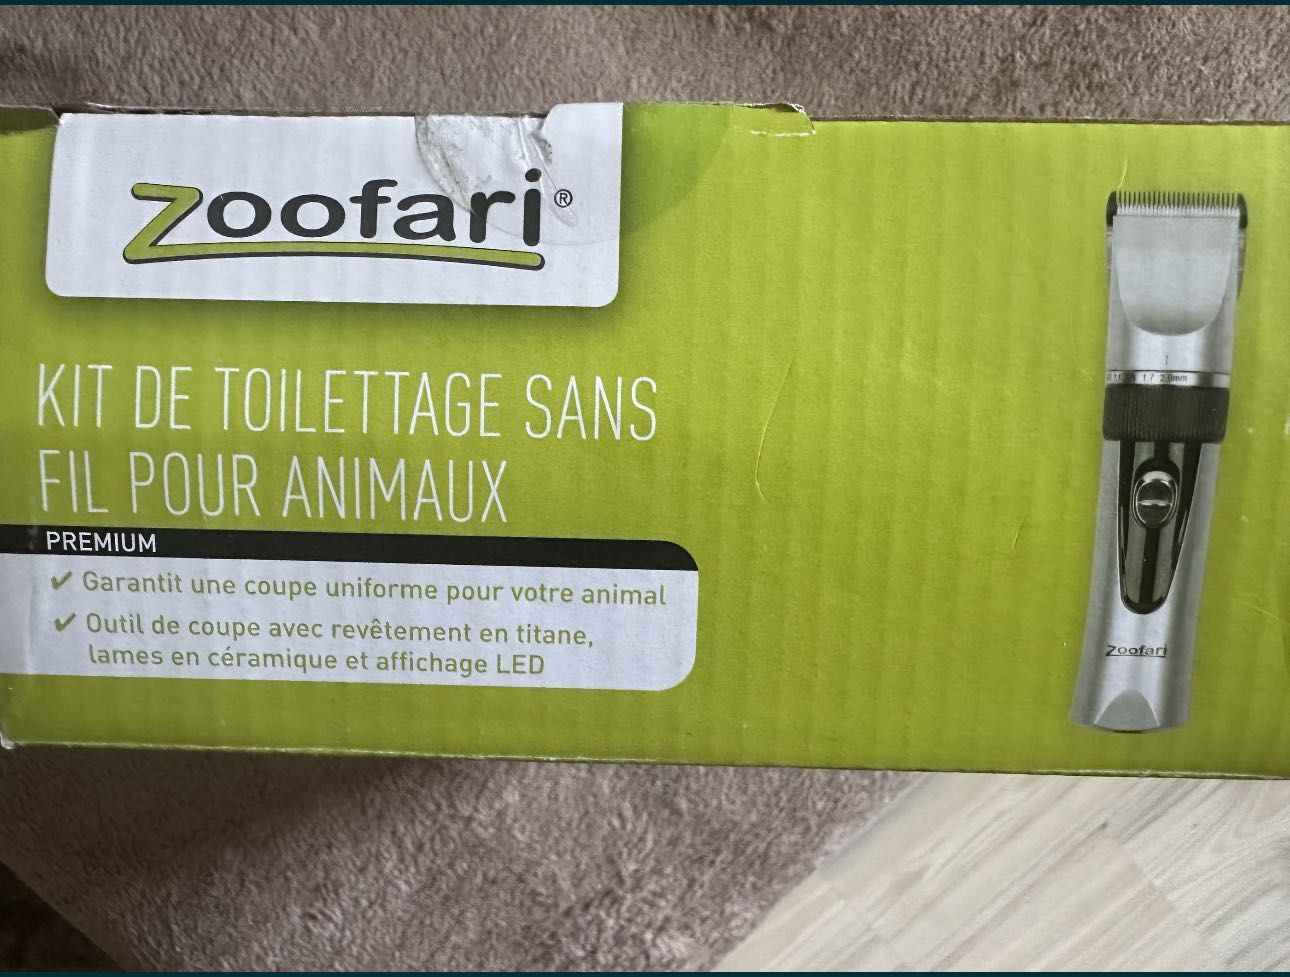 zoofari®
KIT DE TOILETTAGE SANS
FIL POUR ANIMAUX
PREMIUM
✔ Garantit une coupe uniforme pour votre animal
✔ Outil de coupe avec revêtement en titane,
lames en céramique et affichage LED
1.7 2.0mm
zoofari